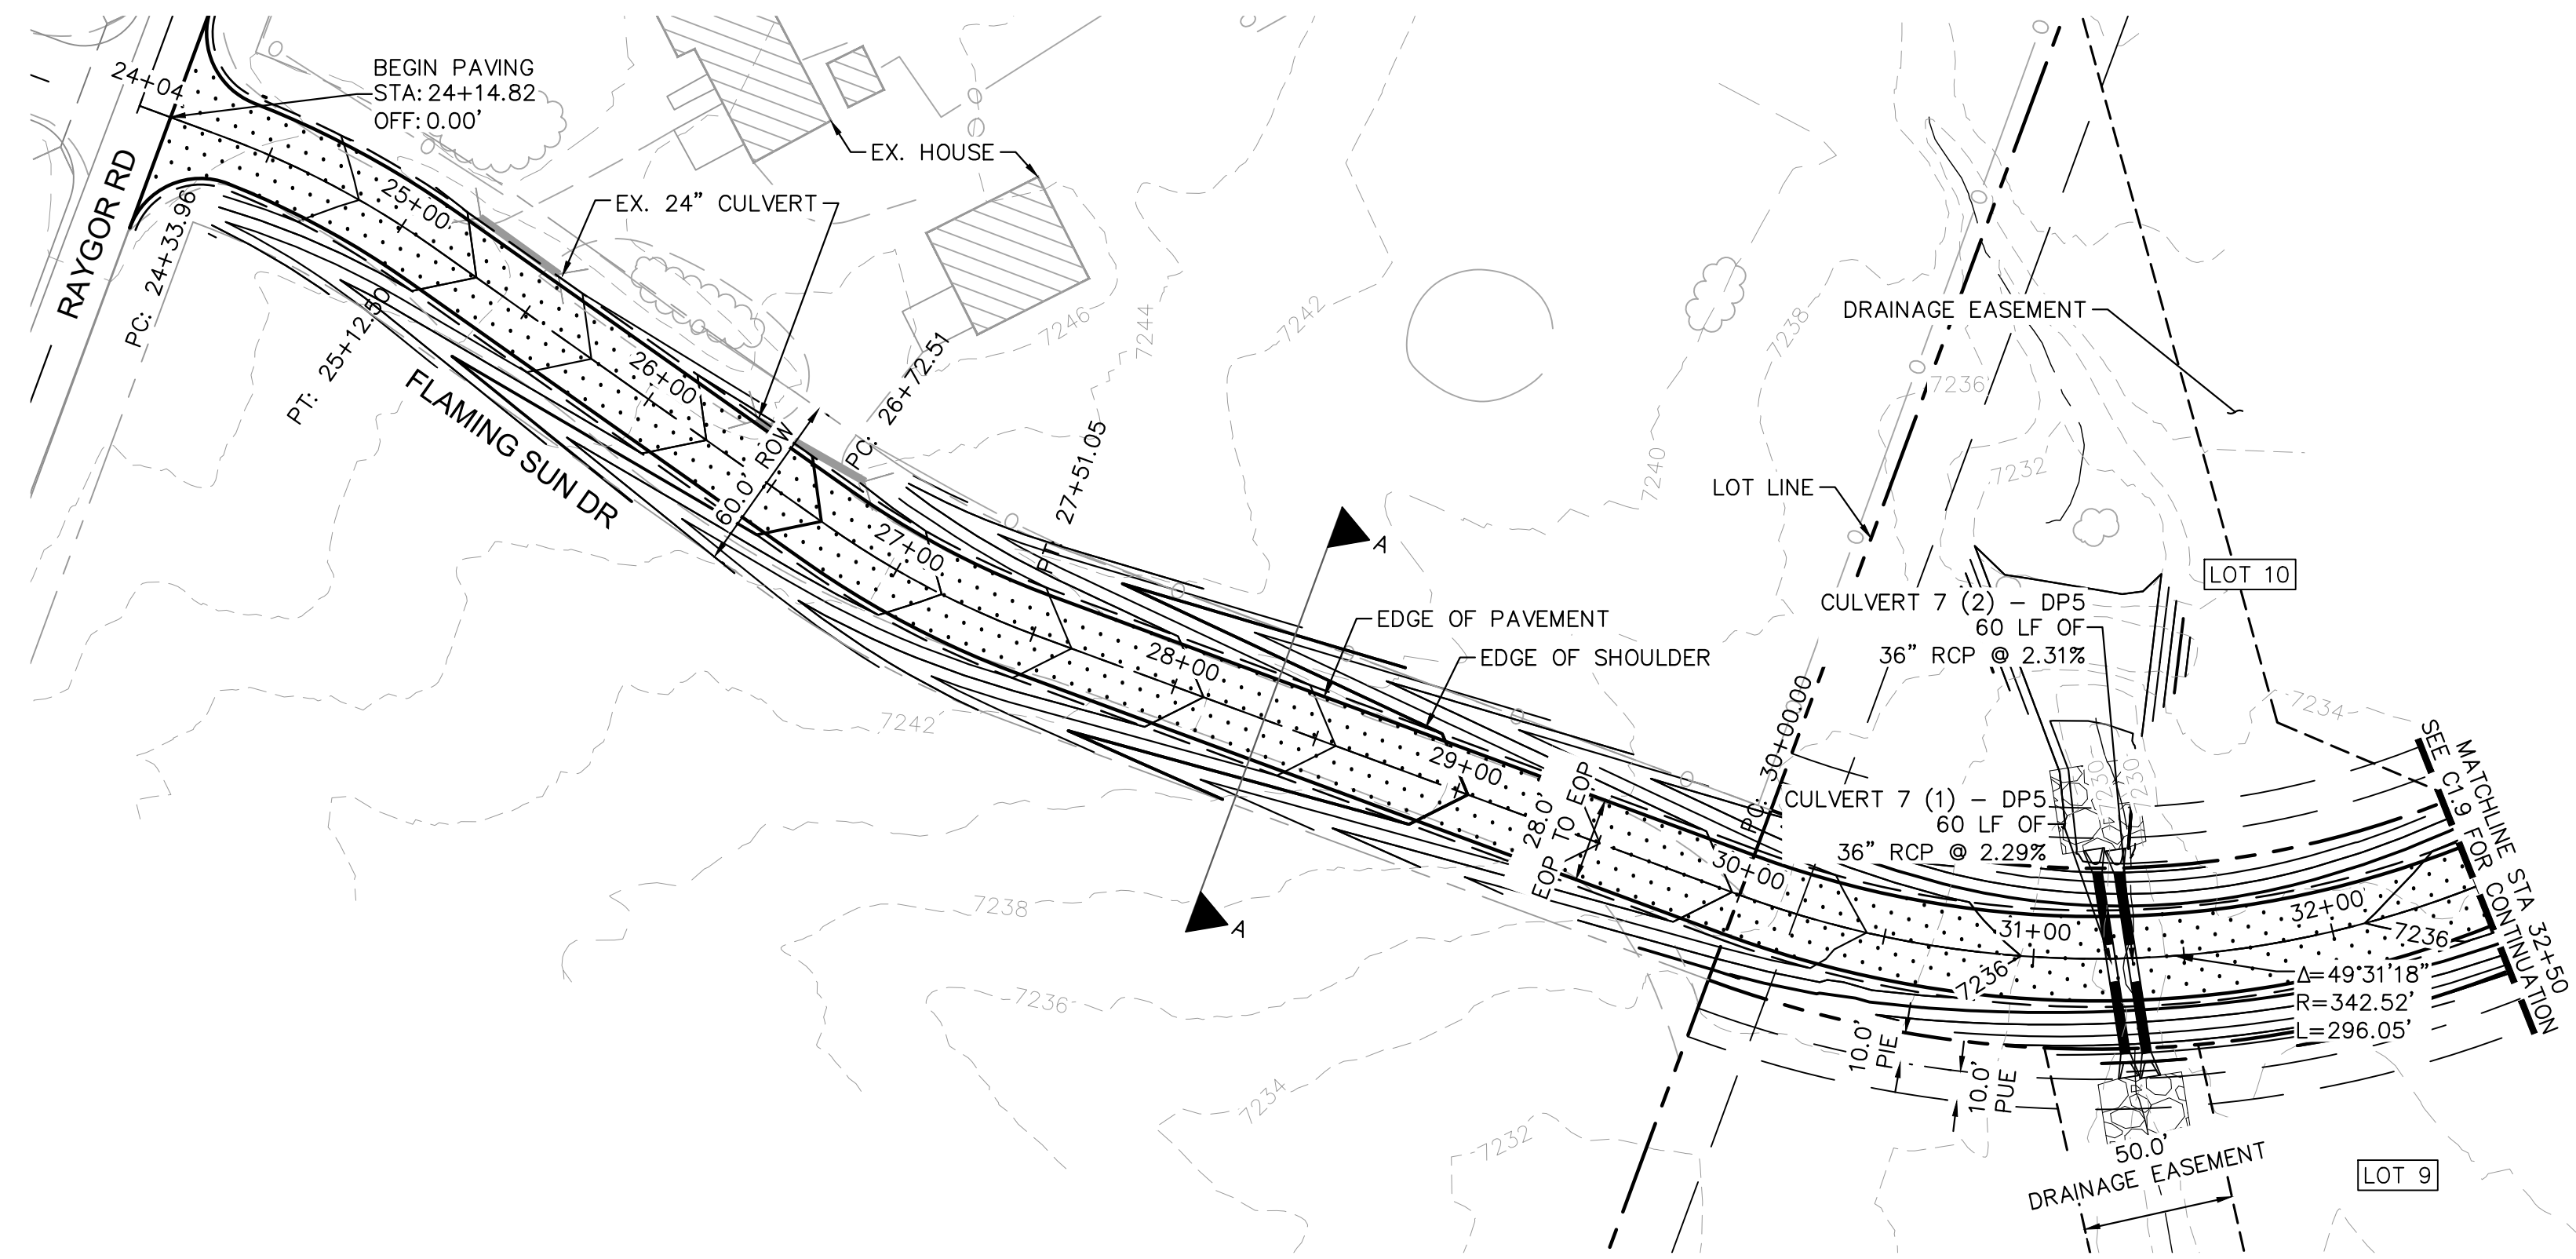 24+04
BEGIN PAVING
STA: 24+14.82
OFF: 0.00'
RAYGOR RD
PC: 24+33.96
PT: 25+12.50
25+00
EX. HOUSE
EX. 24" CULVERT
FLAMING SUN DR
26+00
60.0' ROW
PC: 26+72.51
27+00
PT: 27+51.05
7246
7244
7242
7240
7238
7236
7232
DRAINAGE EASEMENT
LOT LINE
LOT 10
A
EDGE OF PAVEMENT
EDGE OF SHOULDER
28+00
29+00
CULVERT 7 (2) – DP5
60 LF OF
36" RCP @ 2.31%
7234
28.0
EOP TO EOP
PC: 30+00.00
30+00
CULVERT 7 (1) – DP5
60 LF OF
36" RCP @ 2.29%
7230
7230
MATCHLINE STA 32+50
SEE C1.9 FOR CONTINUATION
31+00
32+00
7236
7236
Δ=49°31'18"
R=342.52'
L=296.05'
A
7242
7238
7236
7234
7232
10.0'
PIE
10.0'
PUE
50.0'
DRAINAGE EASEMENT
LOT 9